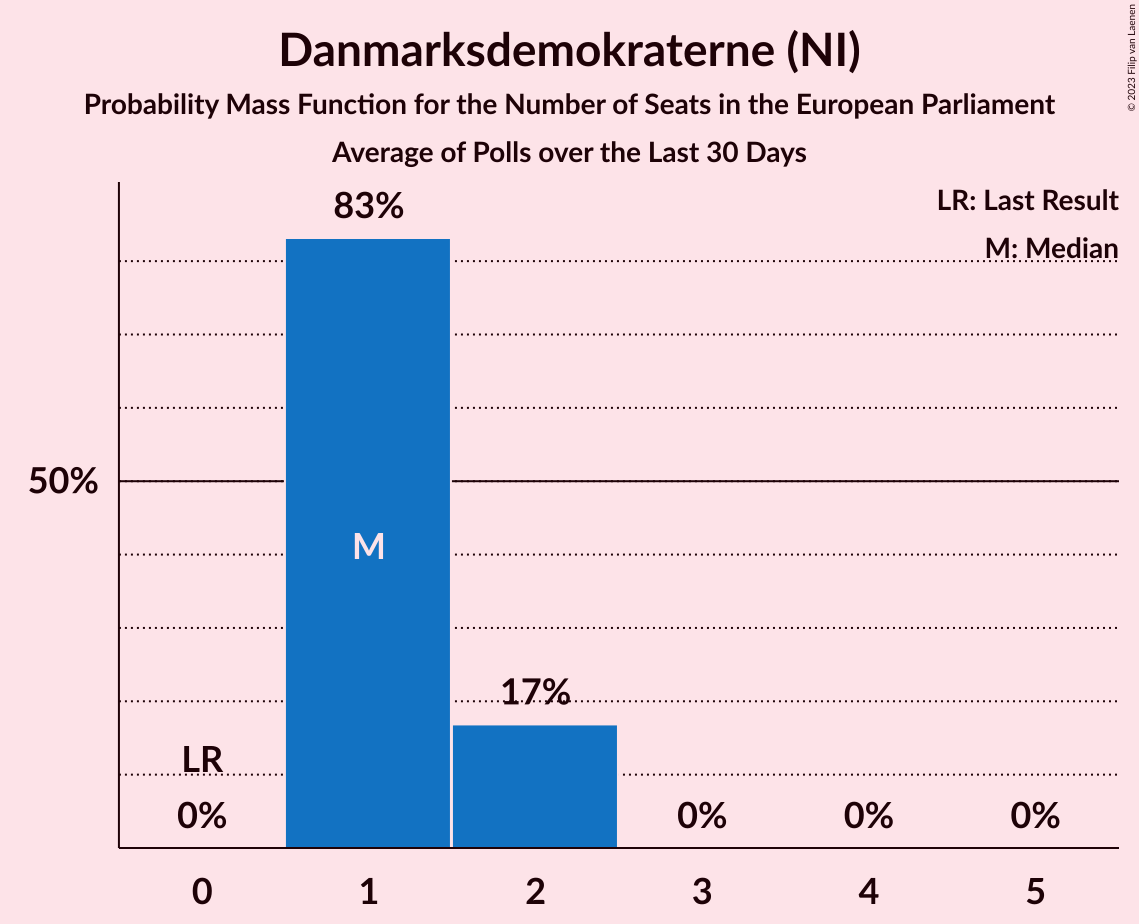 Danmarksdemokraterne (NI)
Probability Mass Function for the Number of Seats in the European Parliament
Average of Polls over the Last 30 Days
© 2023 Filip van Laenen
LR: Last Result
M: Median
83%
50%
M
17%
LR
0%
0%
0%
0%
0
1
2
3
4
5